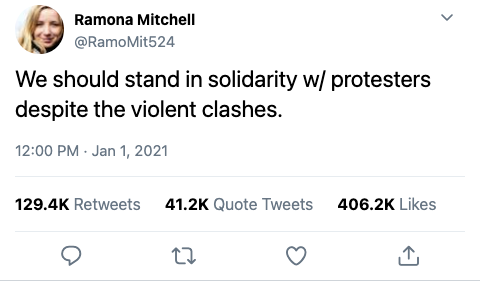 Ramona Mitchell
@RamoMit524
We should stand in solidarity w/ protesters
despite the violent clashes.
12:00 PM · Jan 1, 2021
129.4K Retweets 41.2K Quote Tweets 406.2K Likes